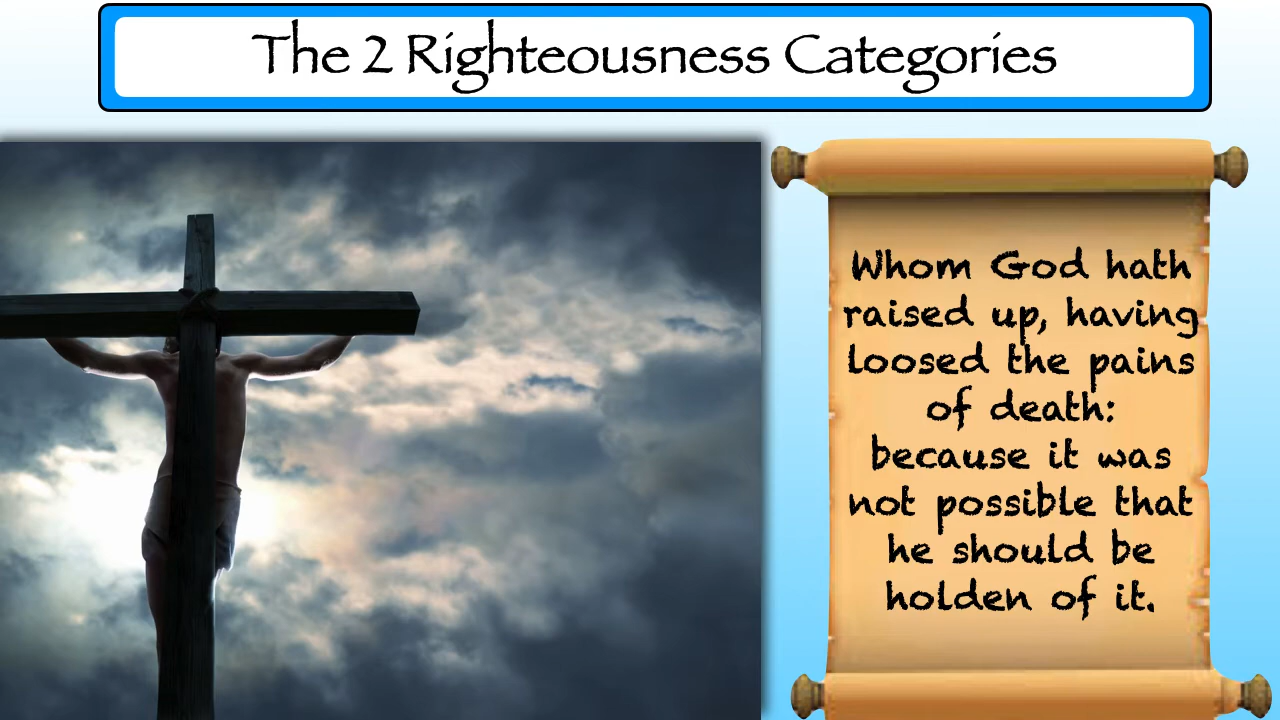 The 2 Righteousness Categories
Whom God hath
raised up, having
loosed the pains
of death:
because it was
not possible that
he should be
holden of it.